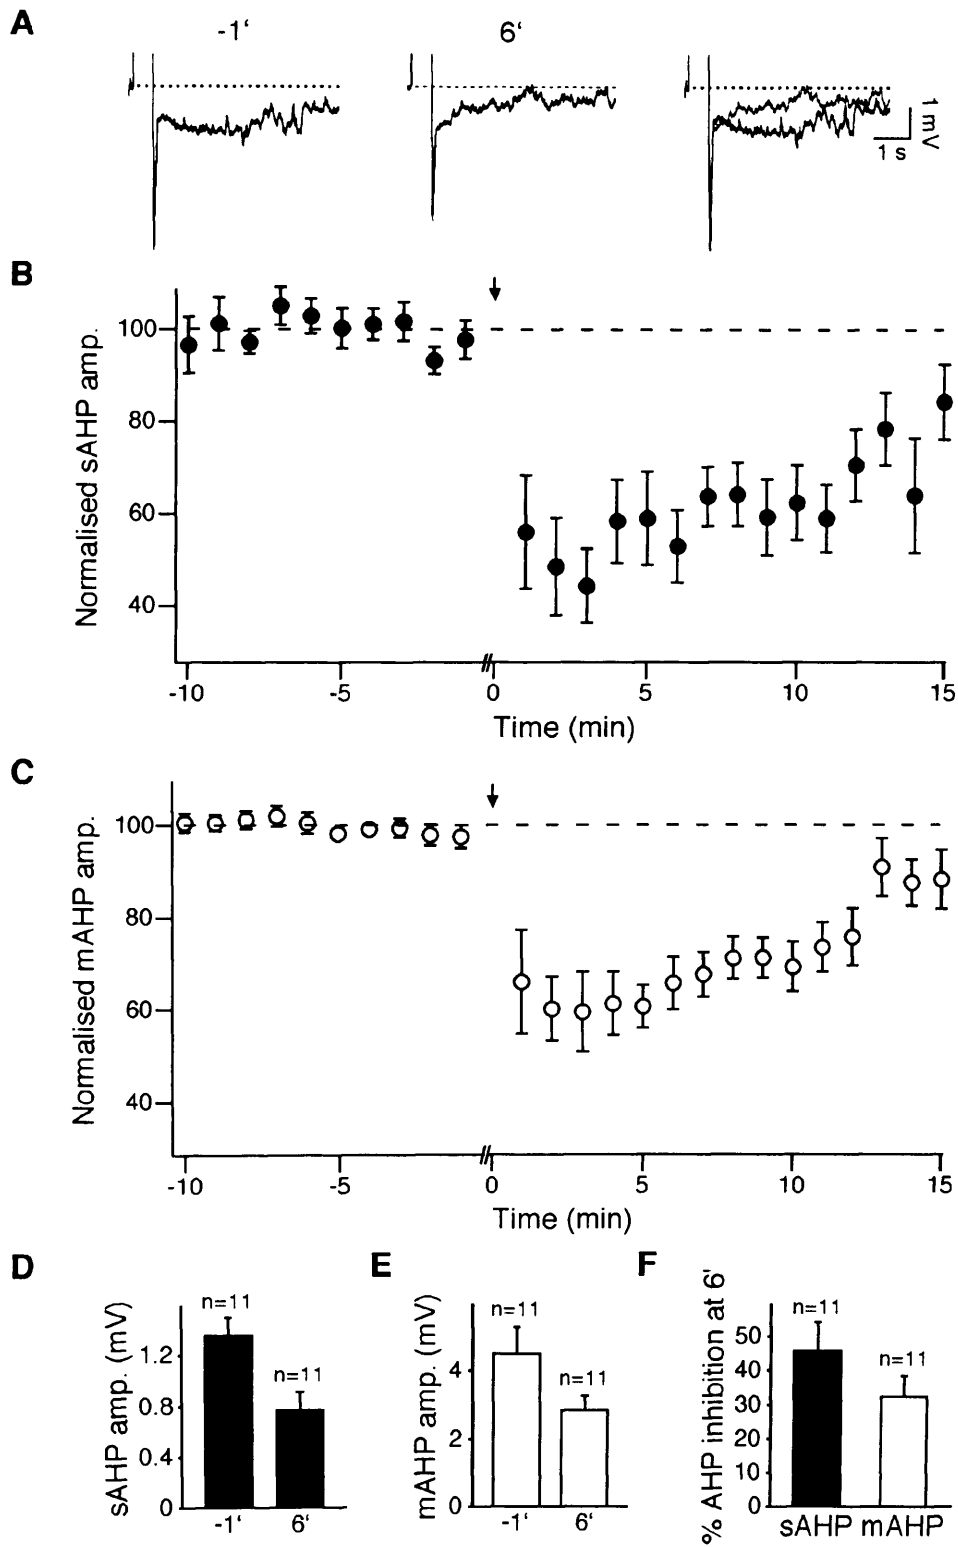 A
-1‘
6‘
1 mV
1 s
B
Normalised sAHP amp.
100
80
60
40
-10
-5
0
5
10
15
Time (min)
C
Normalised mAHP amp.
100
80
60
40
-10
-5
0
5
10
15
Time (min)
D
sAHP amp. (mV)
1.2
0.8
0.4
0
n=11
n=11
-1‘
6‘
E
mAHP amp. (mV)
4
2
0
n=11
n=11
-1‘
6‘
F
% AHP inhibition at 6'
50
40
30
20
10
0
n=11
n=11
sAHP mAHP